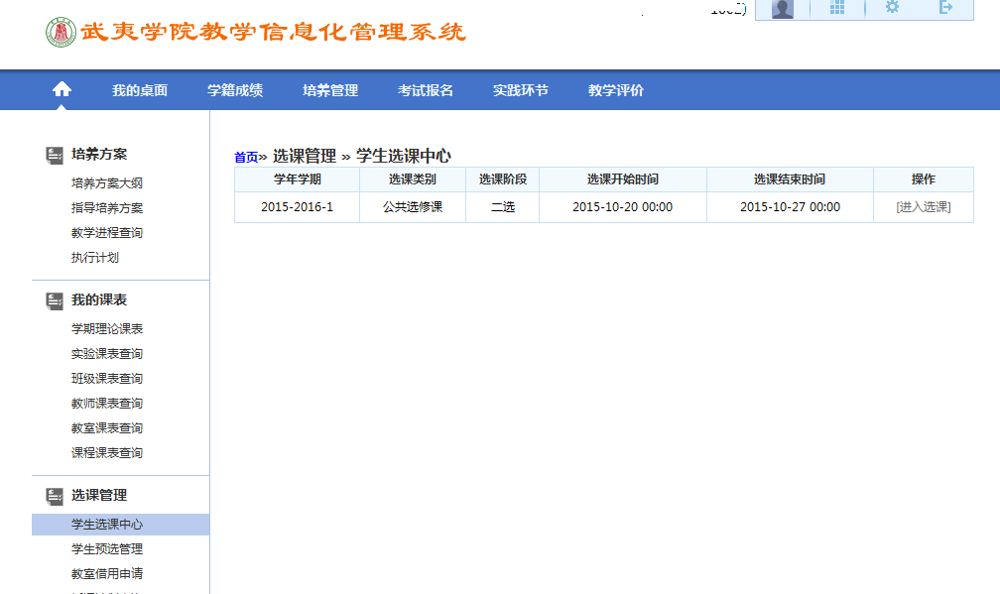 武夷学院教学信息化管理系统
我的桌面 学籍成绩 培养管理 考试报名 实践环节 教学评价
培养方案
培养方案大纲
指导培养方案
教学进程查询
执行计划
我的课表
学期理论课表
实验课表查询
班级课表查询
教师课表查询
教室课表查询
课程课表查询
选课管理
学生选课中心
学生预选管理
教室借用申请
首页» 选课管理 » 学生选课中心
学年学期 选课类别 选课阶段 选课开始时间 选课结束时间 操作
2015-2016-1 公共选修课 二选 2015-10-20 00:00 2015-10-27 00:00 [进入选课]